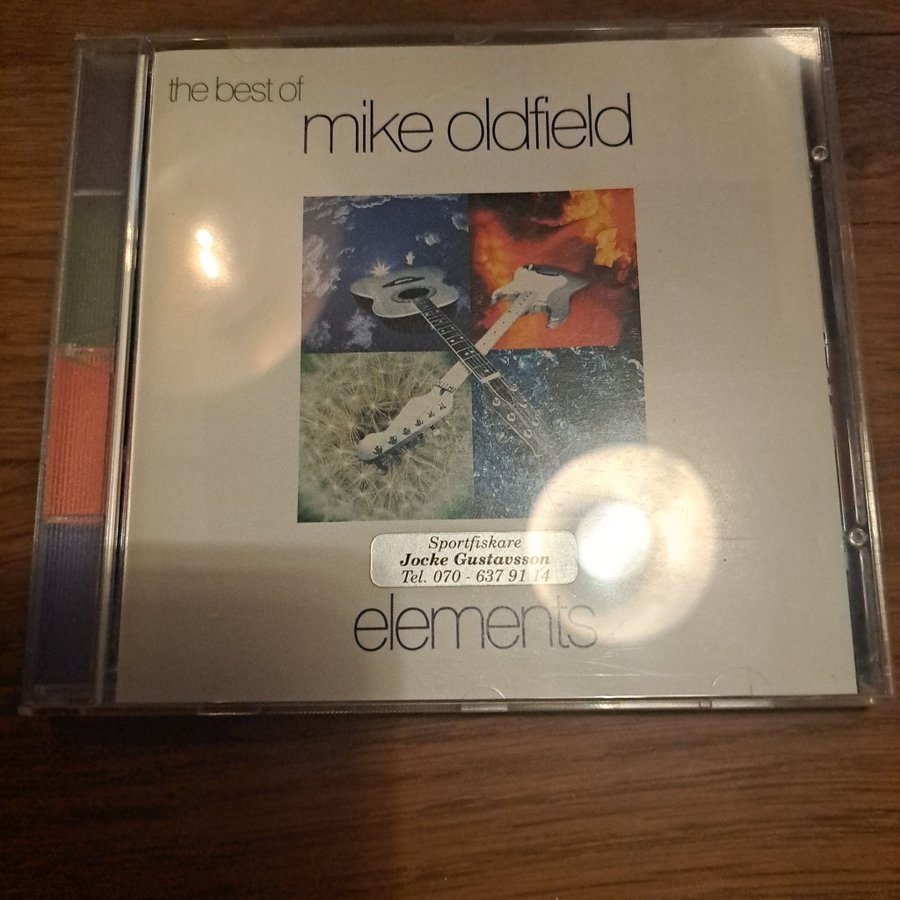 the best of
mike oldfield
Sportfiskare
Jocke Gustavsson
Tel. 070 - 637 91 14
elements